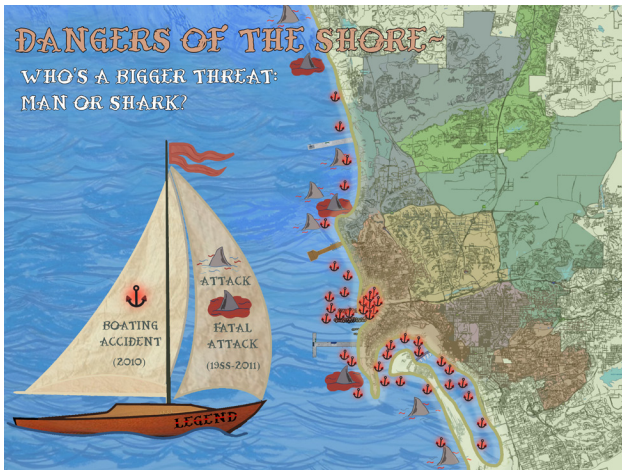 DANGERS OF THE SHORE~
WHO'S A BIGGER THREAT:
MAN OR SHARK?
ATTACK
BOATING
ACCIDENT
(2010)
FATAL
ATTACK
(1955-2011)
LEGEND